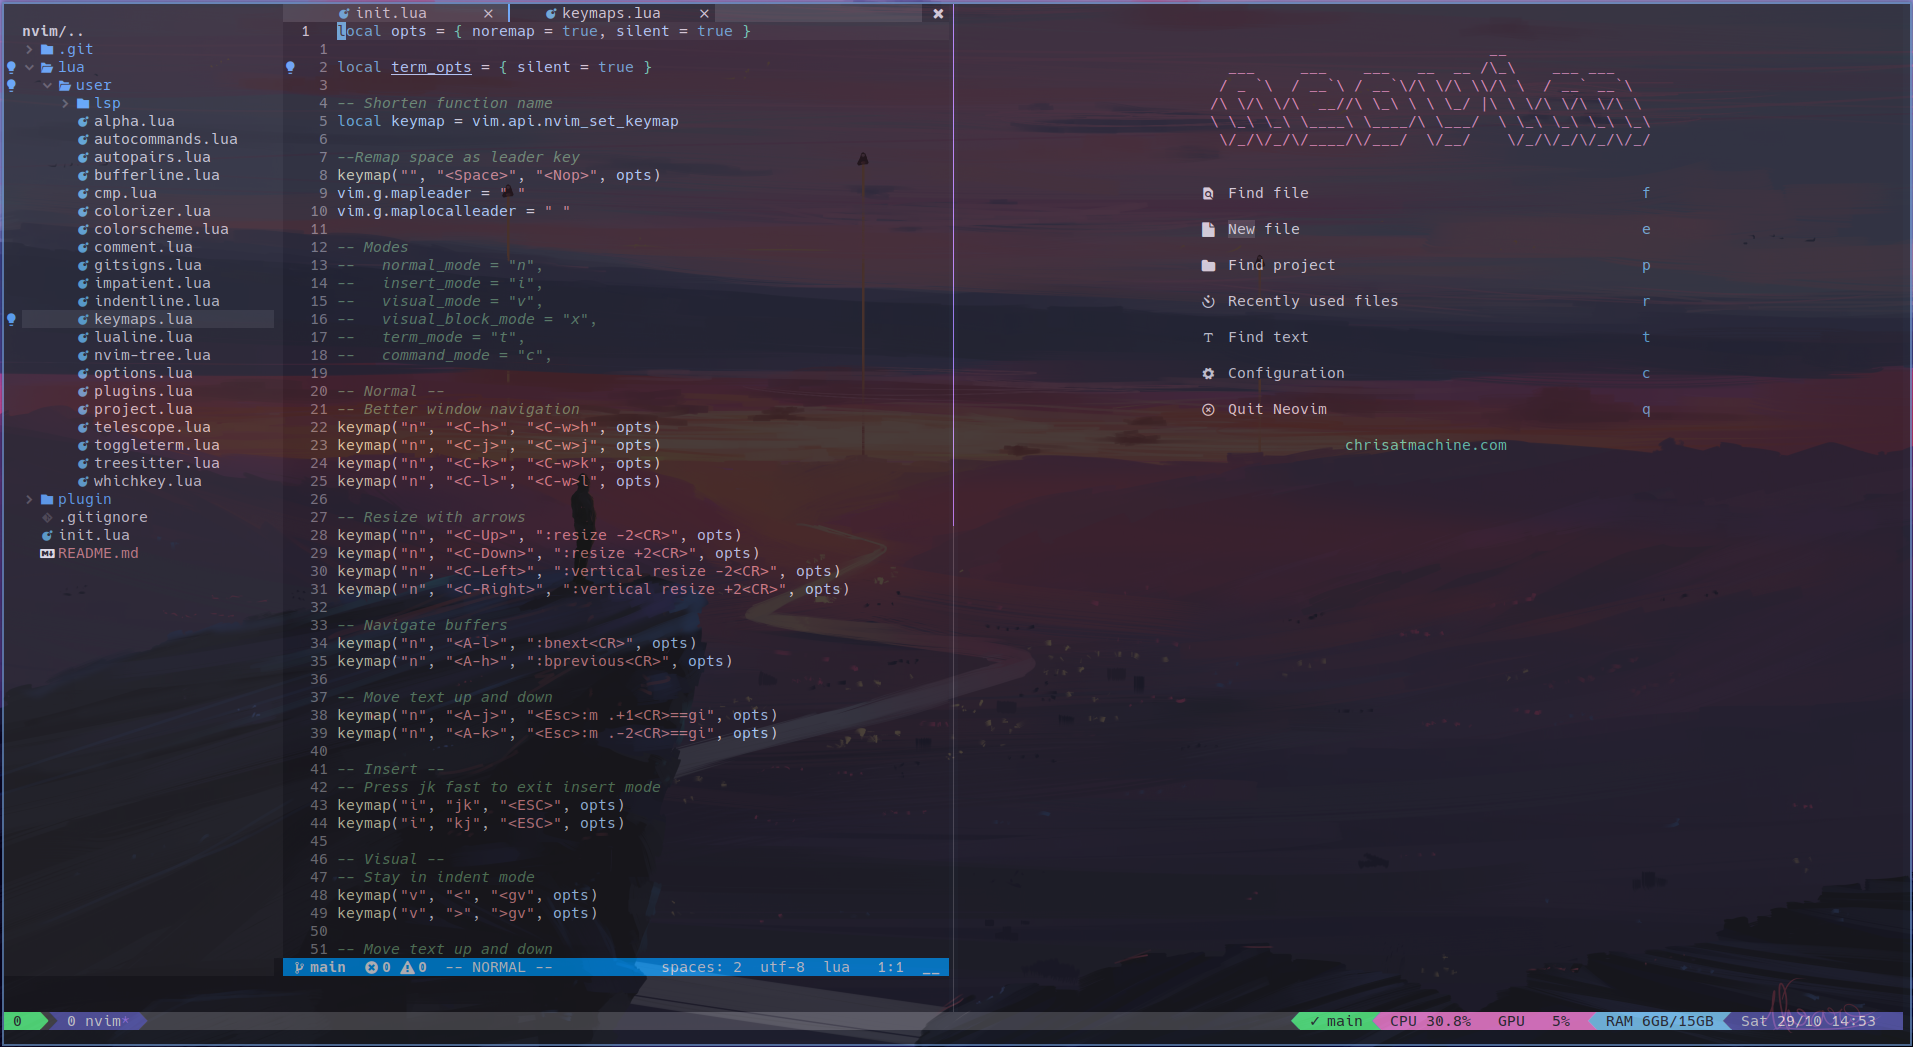 init.lua
keymaps.lua
nvim/..
.git
lua
user
lsp
alpha.lua
autocommands.lua
autopairs.lua
bufferline.lua
cmp.lua
colorizer.lua
colorscheme.lua
comment.lua
gitsigns.lua
impatient.lua
indentline.lua
keymaps.lua
lualine.lua
nvim-tree.lua
options.lua
plugins.lua
project.lua
telescope.lua
toggleterm.lua
treesitter.lua
whichkey.lua
plugin
.gitignore
init.lua
README.md
1 local opts = { noremap = true, silent = true }
1
2 local term_opts = { silent = true }
3
4 -- Shorten function name
5 local keymap = vim.api.nvim_set_keymap
6
7 --Remap space as leader key
8 keymap("", "<Space>", "<Nop>", opts)
9 vim.g.mapleader = " "
10 vim.g.maplocalleader = " "
11
12 -- Modes
13 --   normal_mode = "n",
14 --   insert_mode = "i",
15 --   visual_mode = "v",
16 --   visual_block_mode = "x",
17 --   term_mode = "t",
18 --   command_mode = "c",
19
20 -- Normal --
21 -- Better window navigation
22 keymap("n", "<C-h>", "<C-w>h", opts)
23 keymap("n", "<C-j>", "<C-w>j", opts)
24 keymap("n", "<C-k>", "<C-w>k", opts)
25 keymap("n", "<C-l>", "<C-w>l", opts)
26
27 -- Resize with arrows
28 keymap("n", "<C-Up>", ":resize -2<CR>", opts)
29 keymap("n", "<C-Down>", ":resize +2<CR>", opts)
30 keymap("n", "<C-Left>", ":vertical resize -2<CR>", opts)
31 keymap("n", "<C-Right>", ":vertical resize +2<CR>", opts)
32
33 -- Navigate buffers
34 keymap("n", "<A-l>", ":bnext<CR>", opts)
35 keymap("n", "<A-h>", ":bprevious<CR>", opts)
36
37 -- Move text up and down
38 keymap("n", "<A-j>", "<Esc>:m .+1<CR>==gi", opts)
39 keymap("n", "<A-k>", "<Esc>:m .-2<CR>==gi", opts)
40
41 -- Insert --
42 -- Press jk fast to exit insert mode
43 keymap("i", "jk", "<ESC>", opts)
44 keymap("i", "kj", "<ESC>", opts)
45
46 -- Visual --
47 -- Stay in indent mode
48 keymap("v", "<", "<gv", opts)
49 keymap("v", ">", ">gv", opts)
50
51 -- Move text up and down
main 0 0 -- NORMAL -- spaces: 2 utf-8 lua 1:1 __
Find file f
New file e
Find project p
Recently used files r
Find text t
Configuration c
Quit Neovim q
chrisatmachine.com
0 0 nvim* ✓ main CPU 30.8% GPU 5% RAM 6GB/15GB Sat 29/10 14:53